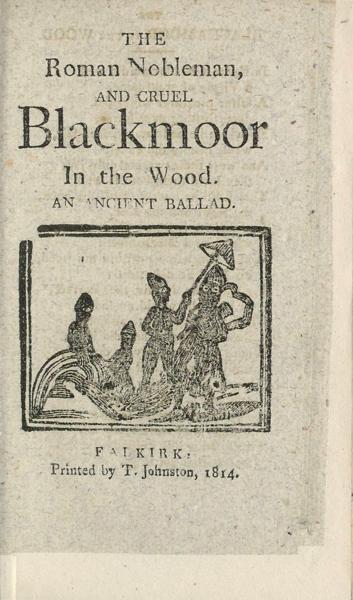 THE
Roman Nobleman,
AND CRUEL
Blackmoor
In the Wood.
AN ANCIENT BALLAD.
FALKIRK:
Printed by T. Johnston, 1814.